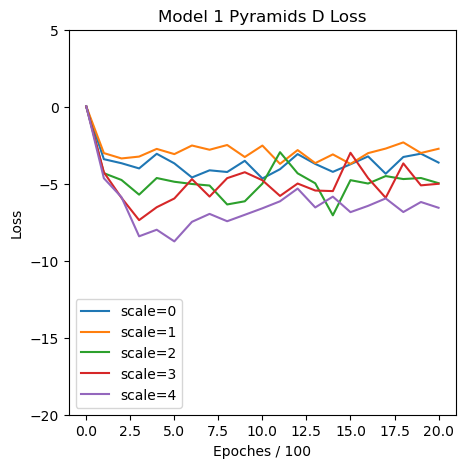 Model 1 Pyramids D Loss
5
0
−5
−10
−15
−20
Loss
scale=0
scale=1
scale=2
scale=3
scale=4
0.0 2.5 5.0 7.5 10.0 12.5 15.0 17.5 20.0
Epoches / 100